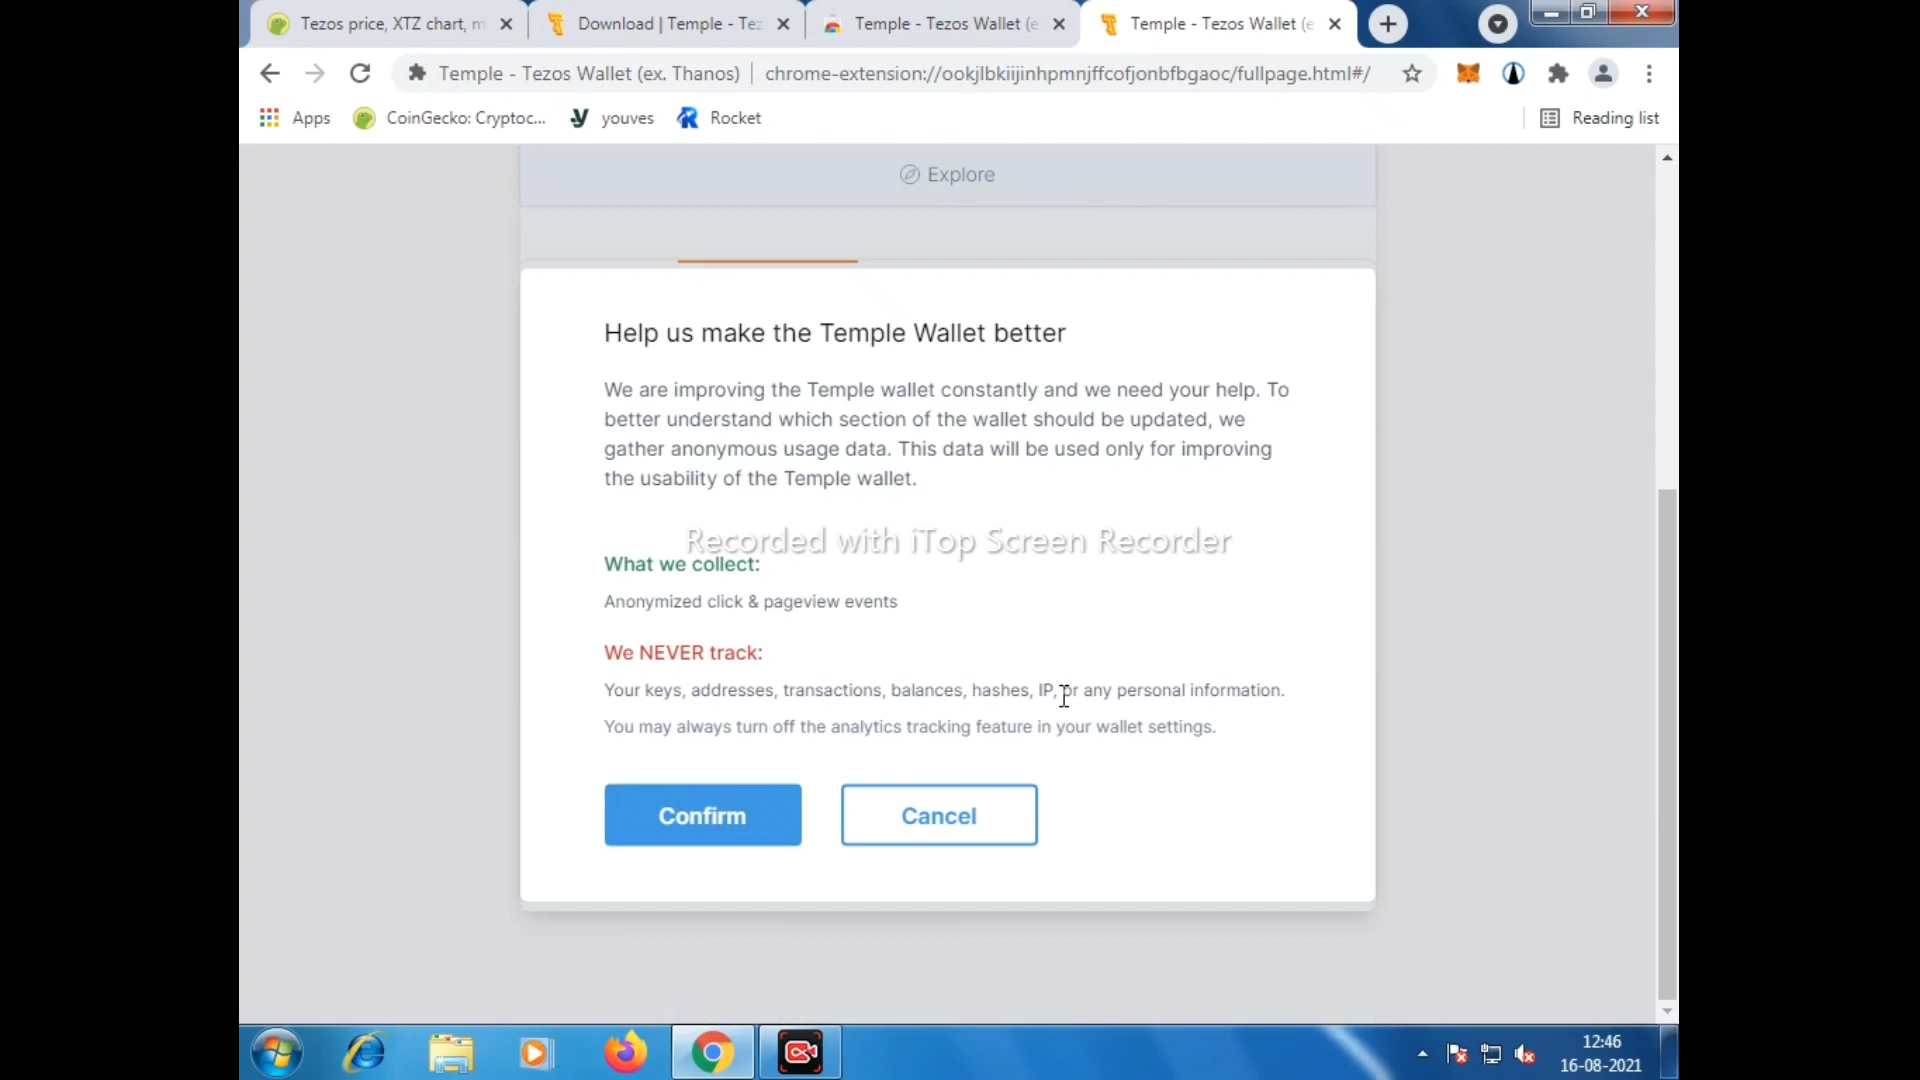 Tezos price, XTZ chart, m
Download | Temple - Tez
Temple - Tezos Wallet (e
Temple - Tezos Wallet (e
Temple - Tezos Wallet (ex. Thanos)
chrome-extension://ookjlbkiijinhpmnjffcofjonbfbgaoc/fullpage.html#/
Apps
CoinGecko: Cryptoc...
youves
Rocket
Reading list
Explore
Help us make the Temple Wallet better
We are improving the Temple wallet constantly and we need your help. To
better understand which section of the wallet should be updated, we
gather anonymous usage data. This data will be used only for improving
the usability of the Temple wallet.
Recorded with iTop Screen Recorder
What we collect:
Anonymized click & pageview events
We NEVER track:
Your keys, addresses, transactions, balances, hashes, IP, or any personal information.
You may always turn off the analytics tracking feature in your wallet settings.
Confirm
Cancel
12:46
16-08-2021